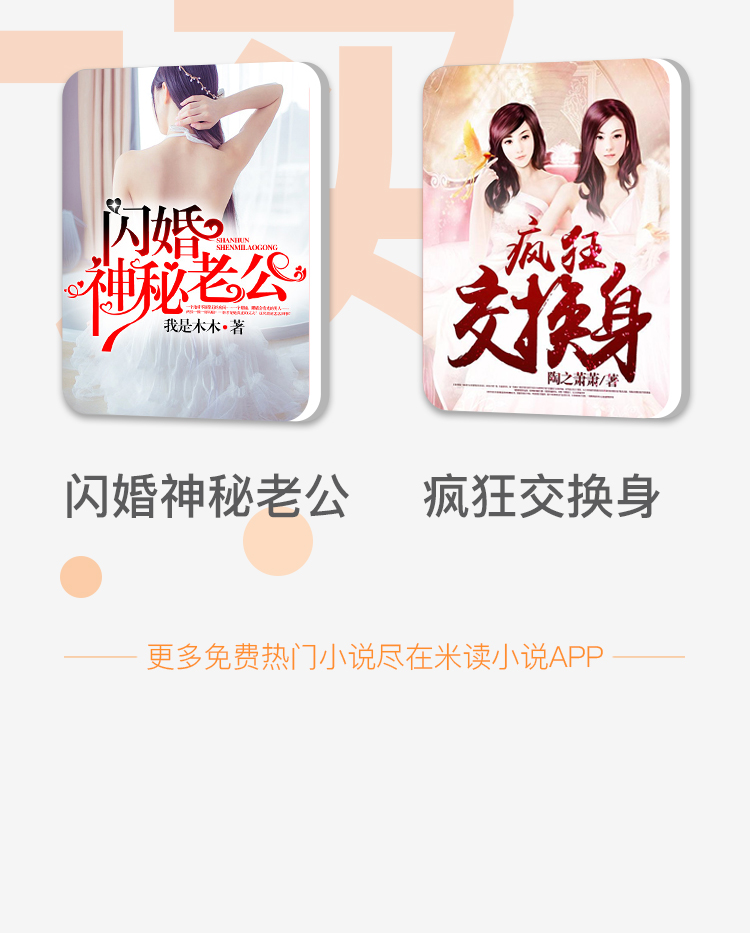 闪婚
SHANHUN
SHENMILAOGONG
神秘老公
我是木木·著
疯狂
交换身
陶之萧萧/著
闪婚神秘老公
疯狂交换身
更多免费热门小说尽在米读小说APP